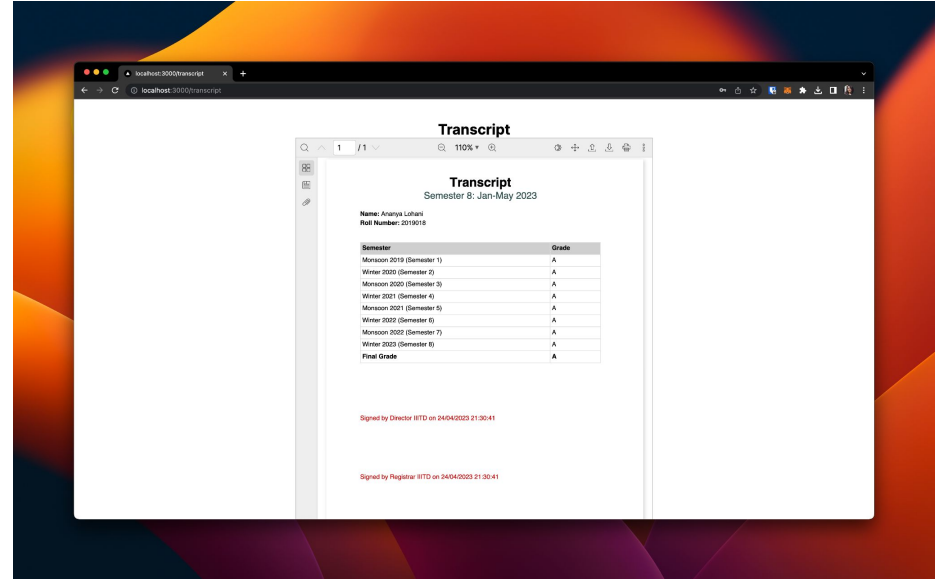 localhost:3000/transcript
localhost:3000/transcript
Transcript
1 /1 110%
Transcript
Semester 8: Jan-May 2023
Name: Ananya Lohani
Roll Number: 2019018
Semester Grade
Monsoon 2019 (Semester 1) A
Winter 2020 (Semester 2) A
Monsoon 2020 (Semester 3) A
Winter 2021 (Semester 4) A
Monsoon 2021 (Semester 5) A
Winter 2022 (Semester 6) A
Monsoon 2022 (Semester 7) A
Winter 2023 (Semester 8) A
Final Grade A
Signed by Director IIITD on 24/04/2023 21:30:41
Signed by Registrar IIITD on 24/04/2023 21:30:41